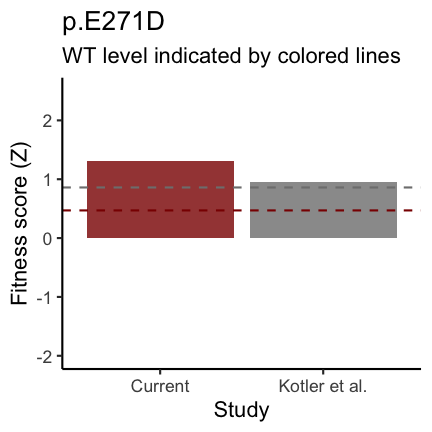 p.E271D
WT level indicated by colored lines
Fitness score (Z)
2
1
0
-1
-2
Current
Kotler et al.
Study